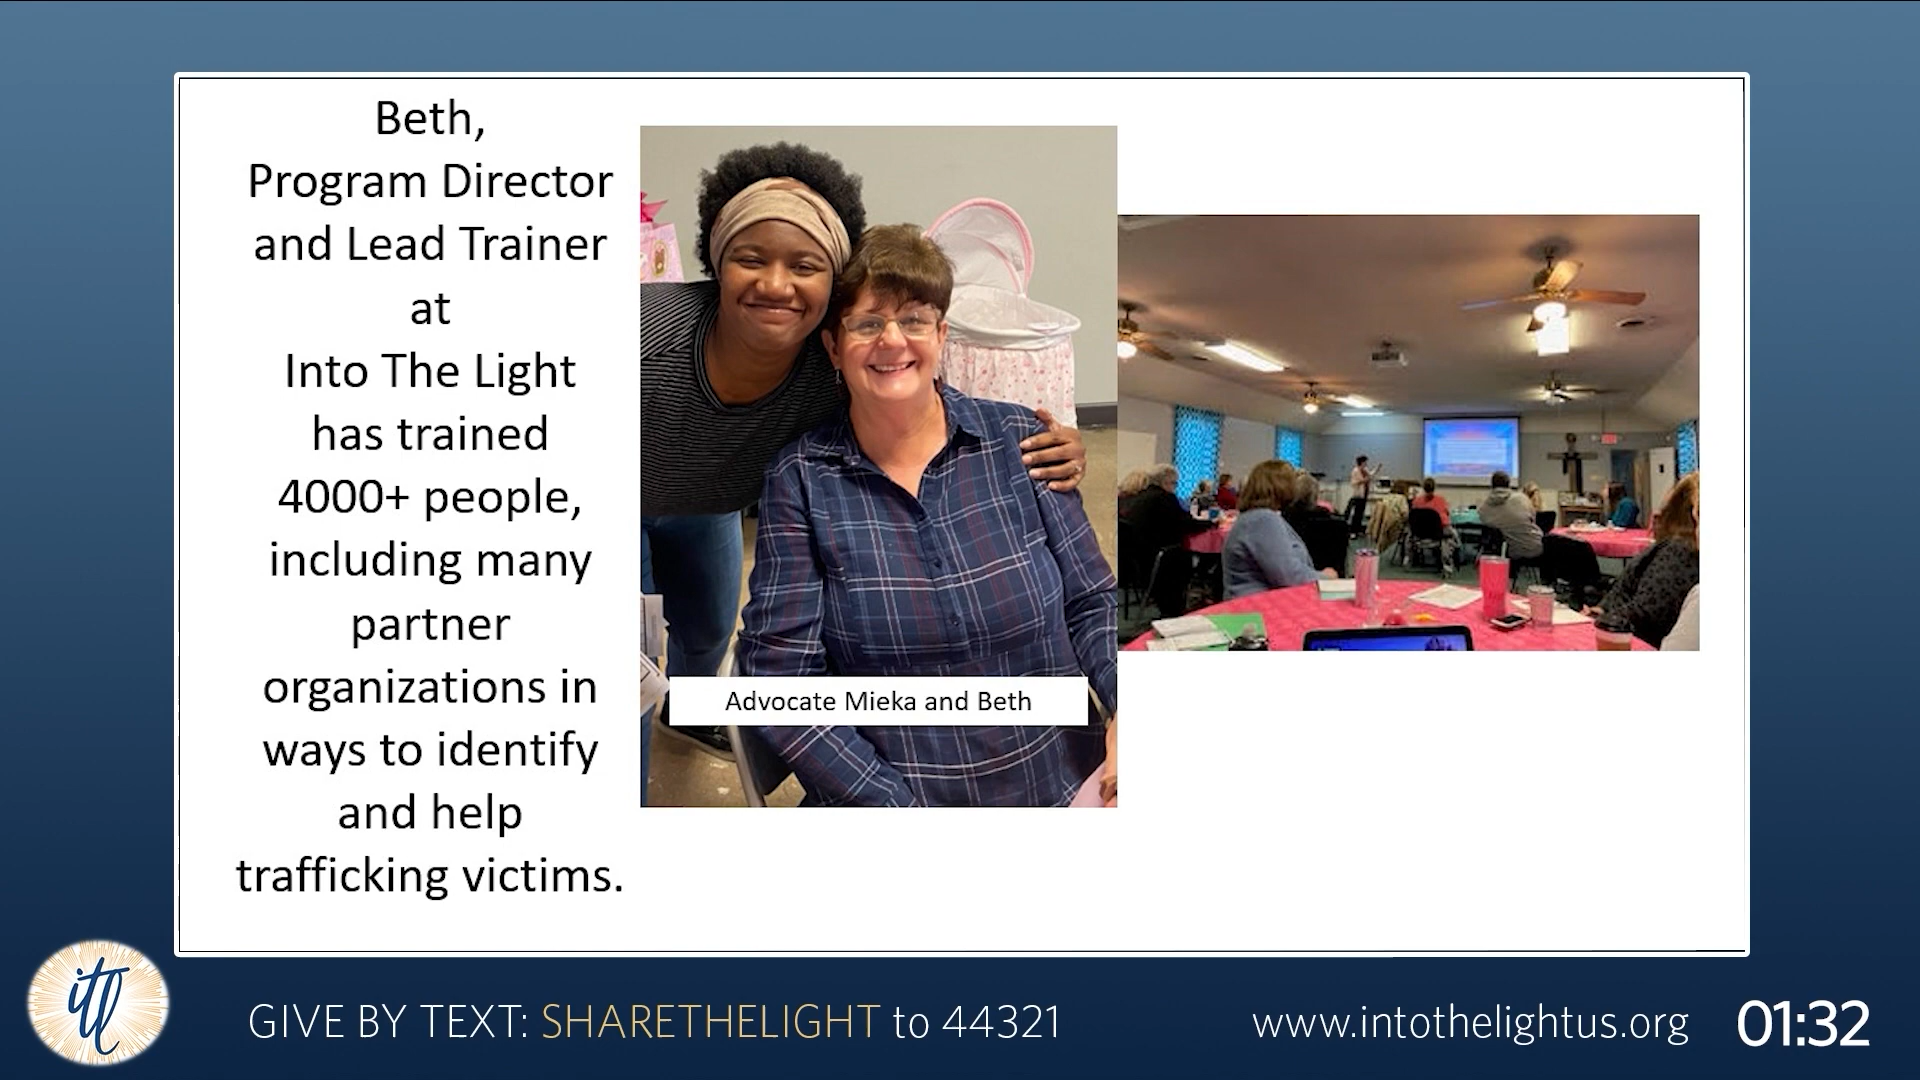 Beth,
Program Director
and Lead Trainer
at
Into The Light
has trained
4000+ people,
including many
partner
organizations in
ways to identify
and help
trafficking victims.
Advocate Mieka and Beth
itl
GIVE BY TEXT: SHARETHELIGHT to 44321
www.intothelightus.org
01:32